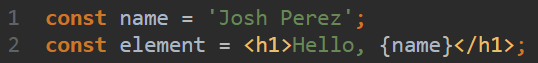 1 const name = 'Josh Perez';
2 const element = <h1>Hello, {name}</h1>;